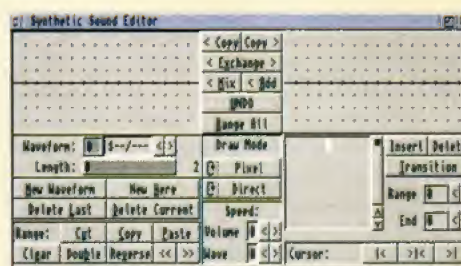 Synthetic Sound Editor
< Copy Copy >
< Exchange >
< Mix < Add
UNDO
Range All
Waveform: $--/--- < >
Draw Mode
Insert Delet
Length: 2
Pixel
Transition
New Waveform New Here
Direct
Range <
Delete Last Delete Current
Speed:
End <
Range: Cut Copy Paste
Volume < >
Clear Double Reverse << >>
Wave < >
Cursor: |< >|< >|